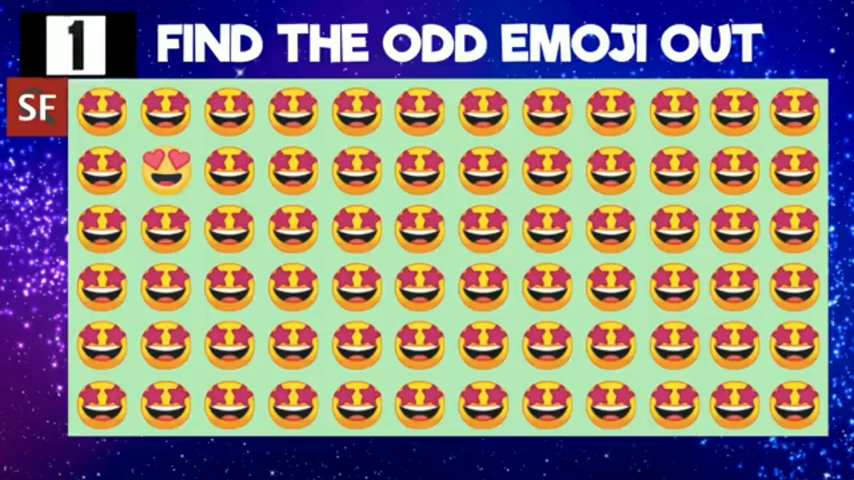 1 FIND THE ODD EMOJI OUT
SF